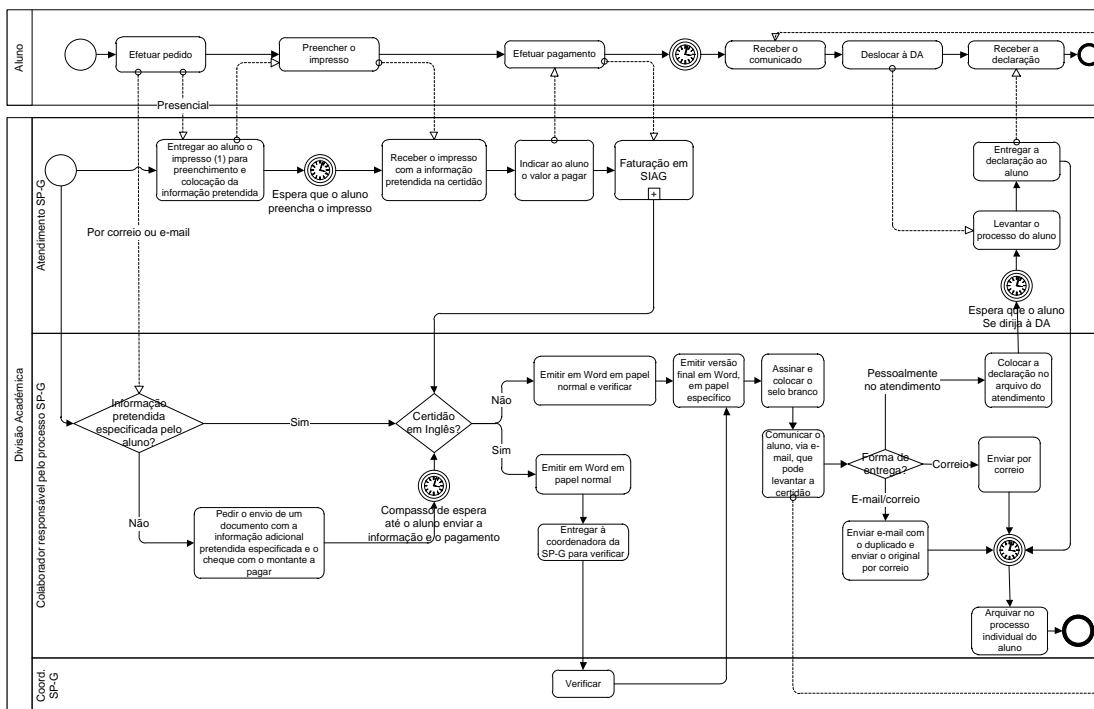 Aluno
Efetuar pedido
Preencher o
impresso
Efetuar pagamento
Receber o
comunicado
Deslocar à DA
Receber a
declaração
Presencial
Divisão Académica
Atendimento SP-G
Entregar ao aluno o
impresso (1) para
preenchimento e
colocação da
informação pretendida
Espera que o aluno
preencha o impresso
Receber o impresso
com a informação
pretendida na certidão
Indicar ao aluno
o valor a pagar
Faturação em
SIAG
Entregar a
declaração ao
aluno
Levantar o
processo do aluno
Por correio ou e-mail
Espera que o aluno
Se dirija à DA
Colaborador responsável pelo processo SP-G
Informação
pretendida
especificada pelo
aluno?
Sim
Não
Pedir o envio de um
documento com a
informação adicional
pretendida especificada e o
cheque com o montante a
pagar
Certidão
em Inglês?
Compasso de espera
até o aluno enviar a
informação e o pagamento
Não
Sim
Emitir em Word em papel
normal e verificar
Emitir em Word em
papel normal
Entregar à
coordenadora da
SP-G para verificar
Emitir versão
final em Word,
em papel
específico
Assinar e
colocar o
selo branco
Comunicar o
aluno, via e-
mail, que
pode
levantar a
certidão
Forma de
entrega?
Pessoalmente
no atendimento
Colocar a
declaração no
arquivo do
atendimento
Correio
Enviar por
correio
E-mail/correio
Enviar e-mail com
o duplicado e
enviar o original
por correio
Arquivar no
processo
individual do
aluno
Coord.
SP-G
Verificar